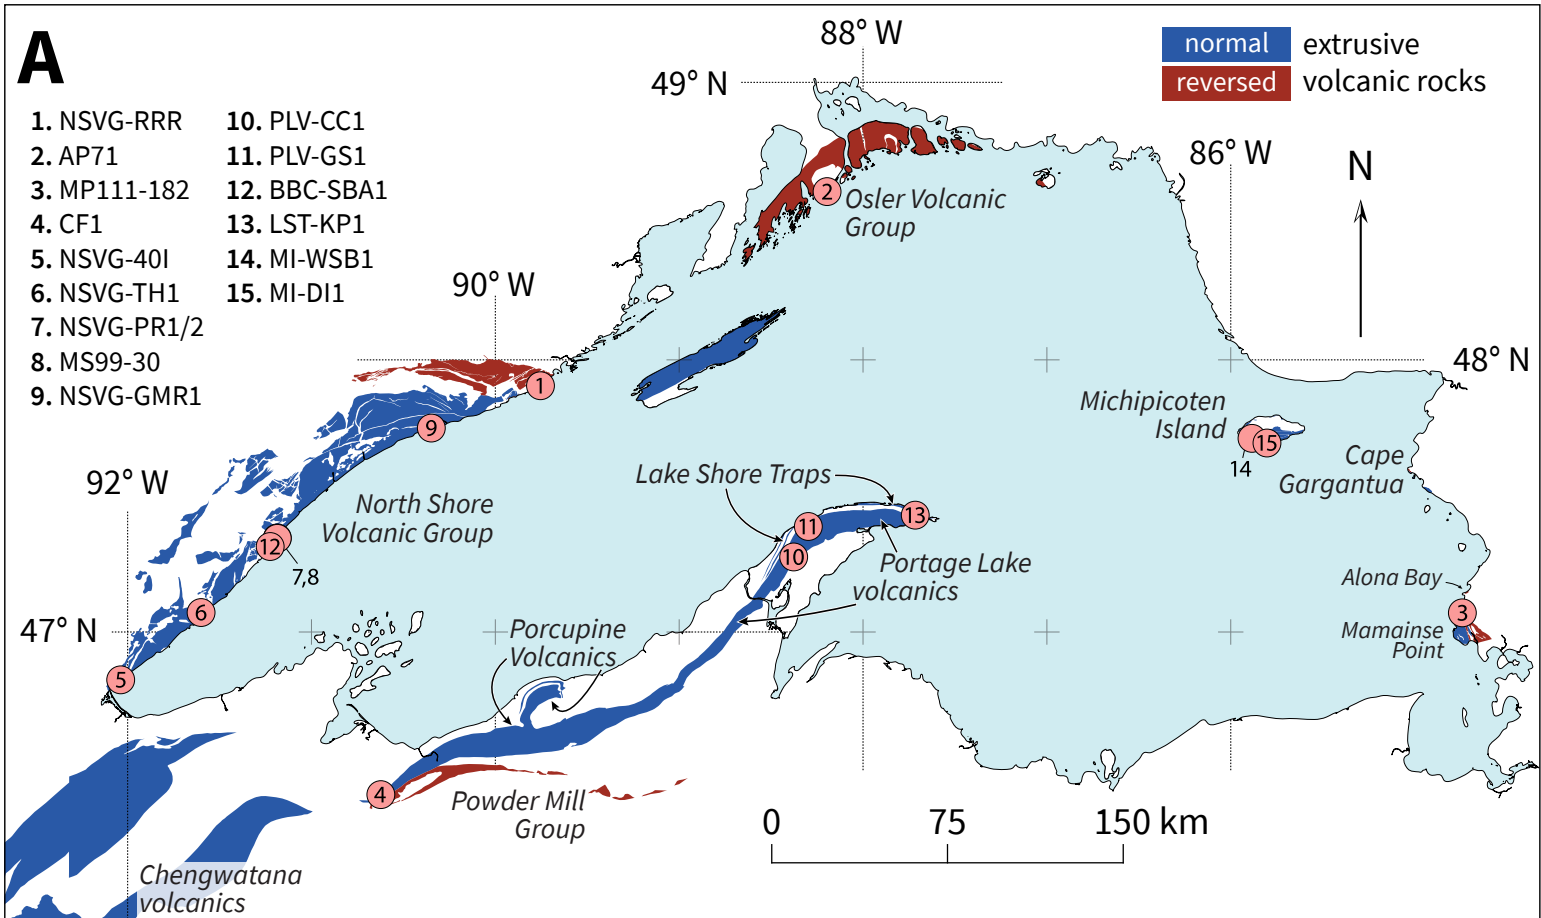 A
1. NSVG-RRR
2. AP71
3. MP111-182
4. CF1
5. NSVG-40I
6. NSVG-TH1
7. NSVG-PR1/2
8. MS99-30
9. NSVG-GMR1
10. PLV-CC1
11. PLV-GS1
12. BBC-SBA1
13. LST-KP1
14. MI-WSB1
15. MI-DI1
88° W
49° N
normal
reversed
extrusive
volcanic rocks
86° W
N
2
Osler Volcanic
Group
90° W
48° N
1
9
Michipicoten
Island
15
14
Cape
Gargantua
92° W
Lake Shore Traps
North Shore
Volcanic Group
13
11
10
12
7,8
Portage Lake
volcanics
Alona Bay
3
6
47° N
Porcupine
Volcanics
Mamainse
Point
5
4
Powder Mill
Group
0
75
150 km
Chengwatana
volcanics